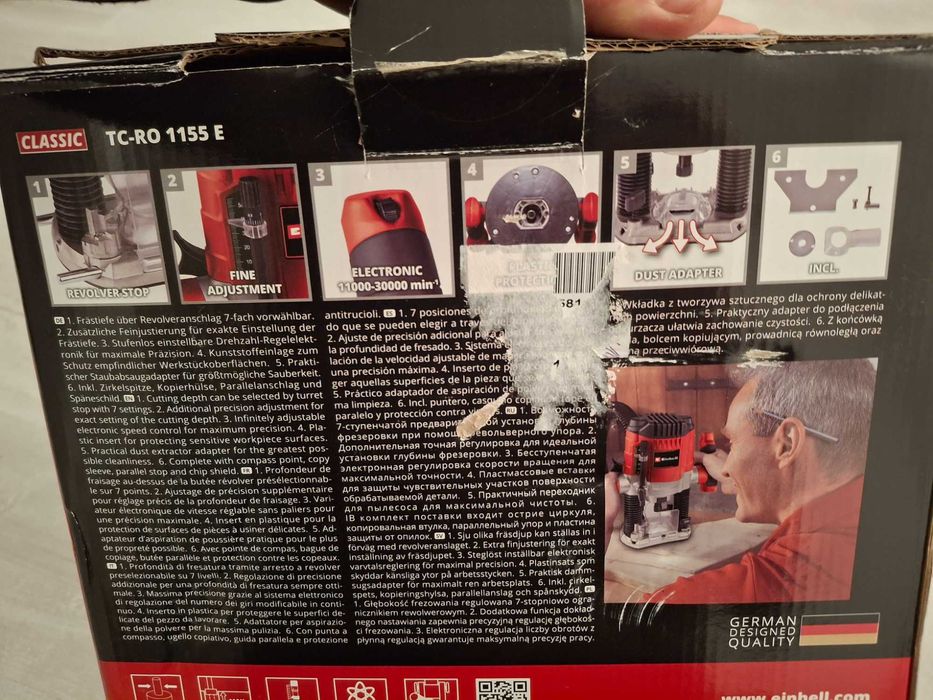 CLASSIC TC-RO 1155 E
1
REVOLVER STOP
2
FINE
ADJUSTMENT
3
ELECTRONIC
11000-30000 min-1
4
5
DUST ADAPTER
6
INCL.
581
DE 1. Frästiefe über Revolveranschlag 7-fach vorwählbar.
2. Zusätzliche Feinjustierung für exakte Einstellung der
Frästiefe. 3. Stufenlos einstellbare Drehzahl-Regelelekt-
ronik für maximale Präzision. 4. Kunststoffeinlage zum
Schutz empfindlicher Werkstückoberflächen. 5. Prakti-
scher Staubabsaugadapter für größtmögliche Sauberkeit.
6. Inkl. Zirkelspitze, Kopierhülse, Parallelanschlag und
Späneschild. EN 1. Cutting depth can be selected by turret
stop with 7 settings. 2. Additional precision adjustment for
exact setting of the cutting depth. 3. Infinitely adjustable
electronic speed control for maximum precision. 4. Pla-
stic insert for protecting sensitive workpiece surfaces.
5. Practical dust extractor adapter for the greatest pos-
sible cleanliness. 6. Complete with compass point, copy
sleeve, parallel stop and chip shield. FR 1. Profondeur de
fraisage au-dessus de la butée révolver présélectionnab-
le sur 7 points. 2. Ajustage de précision supplémentaire
pour réglage précis de la profondeur de fraisage. 3. Vari-
ateur électronique de vitesse réglable sans paliers pour
une précision maximale. 4. Insert en plastique pour la
protection de surfaces de pièces à usiner délicates. 5. Ad-
aptateur d'aspiration de poussière pratique pour le plus
de propreté possible. 6. Avec pointe de compas, bague de
copiage, butée parallèle et protection contre les copeaux.
IT 1. Profondità di fresatura tramite arresto a revolver
preselezionabile su 7 livelli. 2. Regolazione di precisione
addizionale per una profondità di fresatura sempre otti-
male. 3. Massima precisione grazie al sistema elettronico
di regolazione del numero dei giri modificabile in conti-
nuo. 4. Inserto in plastica per proteggere le superfici de-
licate del pezzo da lavorare. 5. Adattatore per aspirazio-
ne della polvere per la massima pulizia. 6. Con punta a
compasso, ugello copiativo, guida parallela e protezione
antitrucioli. ES 1. 7 posiciones
do que se pueden elegir a través
2. Ajuste de precisión adicional para
la profundidad de fresado. 3. Sistema
lación de la velocidad ajustable de
una precisión máxima. 4. Inserto de
ger aquellas superficies de la pieza que
5. Práctico adaptador de aspiración de
ma limpieza. 6. Incl. puntero, casquillo
paralelo y protección contra RU 1. Возможность
7-ступенчатой предварительной установки глубины
фрезеровки при помощи револьверного упора. 2.
Дополнительная точная регулировка для идеальной
установки глубины фрезеровки. 3. Бесступенчатая
электронная регулировка скорости вращения для
максимальной точности. 4. Пластмассовые вставки
для защиты чувствительных участков поверхности
обрабатываемой детали. 5. Практичный переходник
для пылесоса для максимальной чистоты. 6.
В комплект поставки входит острие циркуля,
копировальная втулка, параллельный упор и пластина
защиты от опилок. SV 1. Sju olika fräsdjup kan ställas in i
förväg med revolveranslaget. 2. Extra finjustering för exakt
inställning av fräsdjupet. 3. Steglöst inställbar elektronisk
varvtalsreglering för maximal precision. 4. Plastinsats som
skyddar känsliga ytor på arbetsstycken. 5. Praktisk damm-
sugsadapter för maximalt ren arbetsplats. 6. Inkl. cirkel-
spets, kopieringshylsa, parallellanslag och spånskydd. PL
1. Głębokość frezowania regulowana 7-stopniowo ogra-
nicznikiem rewolwerowym. 2. Dodatkowa funkcja dokład-
nego nastawiania zapewnia precyzyjną regulację głębokoś-
ci frezowania. 3. Elektroniczna regulacja liczby obrotów z
płynną regulacją gwarantuje maksymalną precyzję pracy.
Wkładka z tworzywa sztucznego dla ochrony delikat-
powierzchni. 5. Praktyczny adapter do podłączenia
urzacza ułatwia zachowanie czystości. 6. Z końcówką
bolcem kopiującym, prowadnicą równoległą oraz
przeciwwiórową.
Einhell
GERMAN
DESIGNED
QUALITY
www.einhell.com